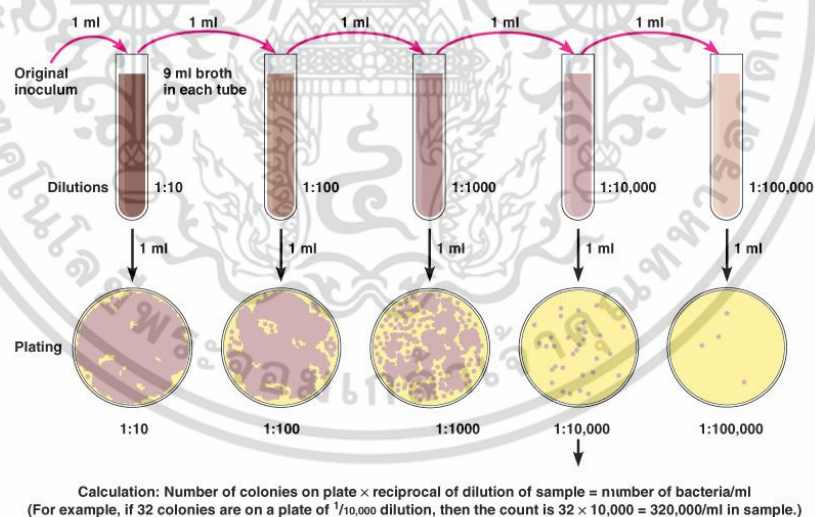 1 ml 1 ml 1 ml 1 ml 1 ml
Original inoculum
9 ml broth in each tube
Dilutions 1:10 1:100 1:1000 1:10,000 1:100,000
1 ml 1 ml 1 ml 1 ml 1 ml
Plating
1:10 1:100 1:1000 1:10,000 1:100,000
Calculation: Number of colonies on plate × reciprocal of dilution of sample = number of bacteria/ml
(For example, if 32 colonies are on a plate of 1/10,000 dilution, then the count is 32 × 10,000 = 320,000/ml in sample.)